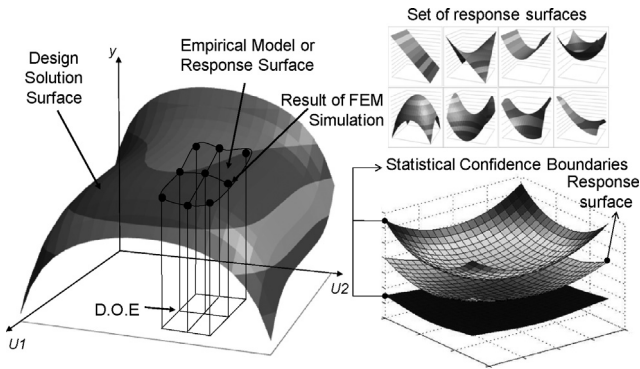 Set of response surfaces
y
Design
Solution
Surface
Empirical Model or
Response Surface
Result of FEM
Simulation
D.O.E
U2
U1
Statistical Confidence Boundaries
Response
surface